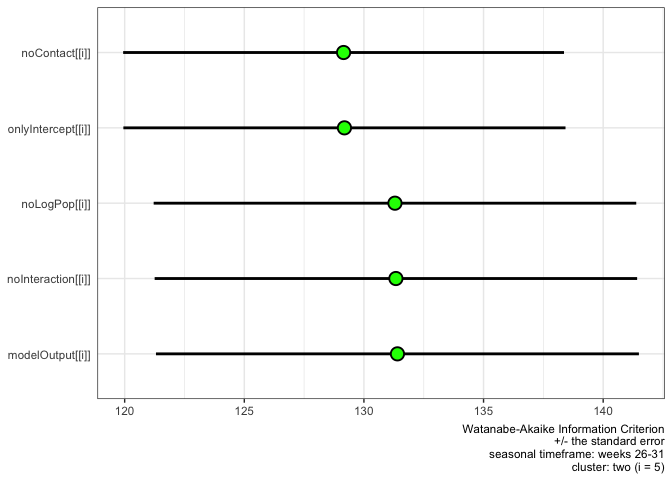 noContact[[i]]
onlyIntercept[[i]]
noLogPop[[i]]
noInteraction[[i]]
modelOutput[[i]]
120 125 130 135 140
Watanabe-Akaike Information Criterion
+/- the standard error
seasonal timeframe: weeks 26-31
cluster: two (i = 5)